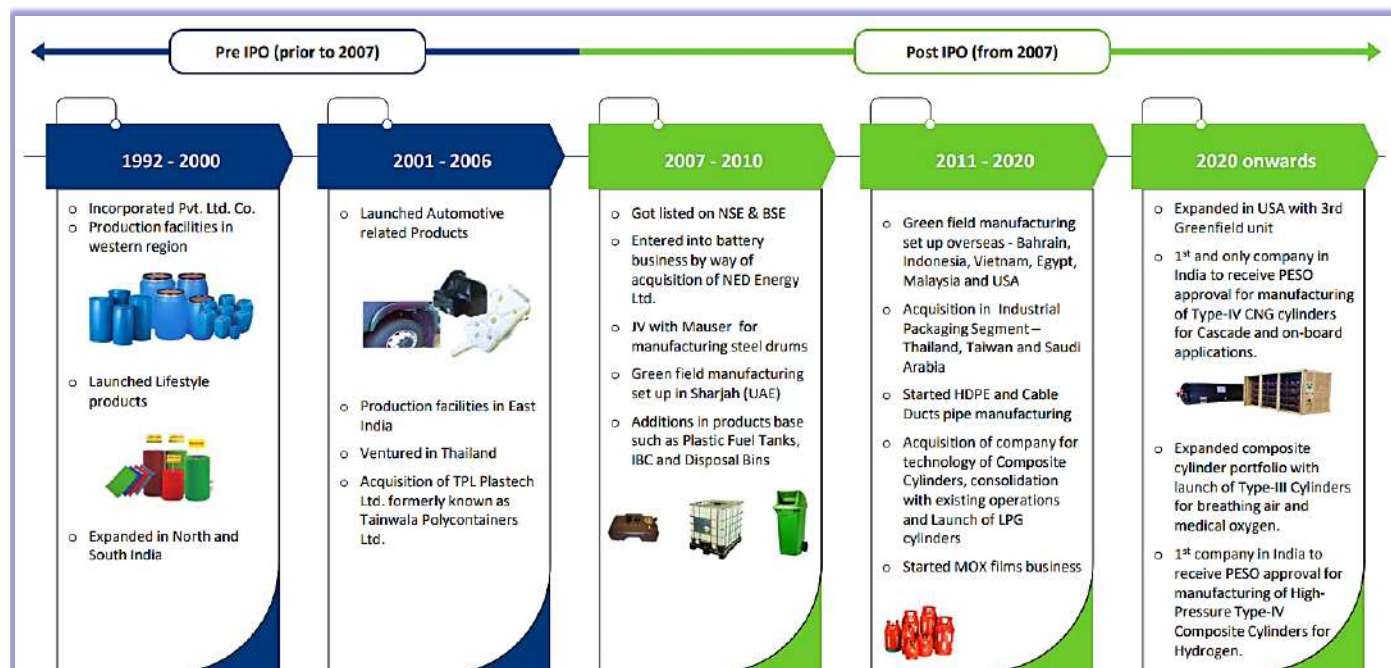 Pre IPO (prior to 2007)
Post IPO (from 2007)
1992 - 2000
o Incorporated Pvt. Ltd. Co.
o Production facilities in
western region
o Launched Lifestyle
products
o Expanded in North and
South India
2001 - 2006
o Launched Automotive
related Products
o Production facilities in East
India
o Ventured in Thailand
o Acquisition of TPL Plastech
Ltd. formerly known as
Tainwala Polycontainers
Ltd.
2007 - 2010
o Got listed on NSE & BSE
o Entered into battery
business by way of
acquisition of NED Energy
Ltd.
o JV with Mauser for
manufacturing steel drums
o Green field manufacturing
set up in Sharjah (UAE)
o Additions in products base
such as Plastic Fuel Tanks,
IBC and Disposal Bins
2011 - 2020
o Green field manufacturing
set up overseas - Bahrain,
Indonesia, Vietnam, Egypt,
Malaysia and USA
o Acquisition in Industrial
Packaging Segment –
Thailand, Taiwan and Saudi
Arabia
o Started HDPE and Cable
Ducts pipe manufacturing
o Acquisition of company for
technology of Composite
Cylinders, consolidation
with existing operations
and Launch of LPG
cylinders
o Started MOX films business
2020 onwards
o Expanded in USA with 3rd
Greenfield unit
o 1st and only company in
India to receive PESO
approval for manufacturing
of Type-IV CNG cylinders
for Cascade and on-board
applications.
o Expanded composite
cylinder portfolio with
launch of Type-III Cylinders
for breathing air and
medical oxygen.
o 1st company in India to
receive PESO approval for
manufacturing of High-
Pressure Type-IV
Composite Cylinders for
Hydrogen.